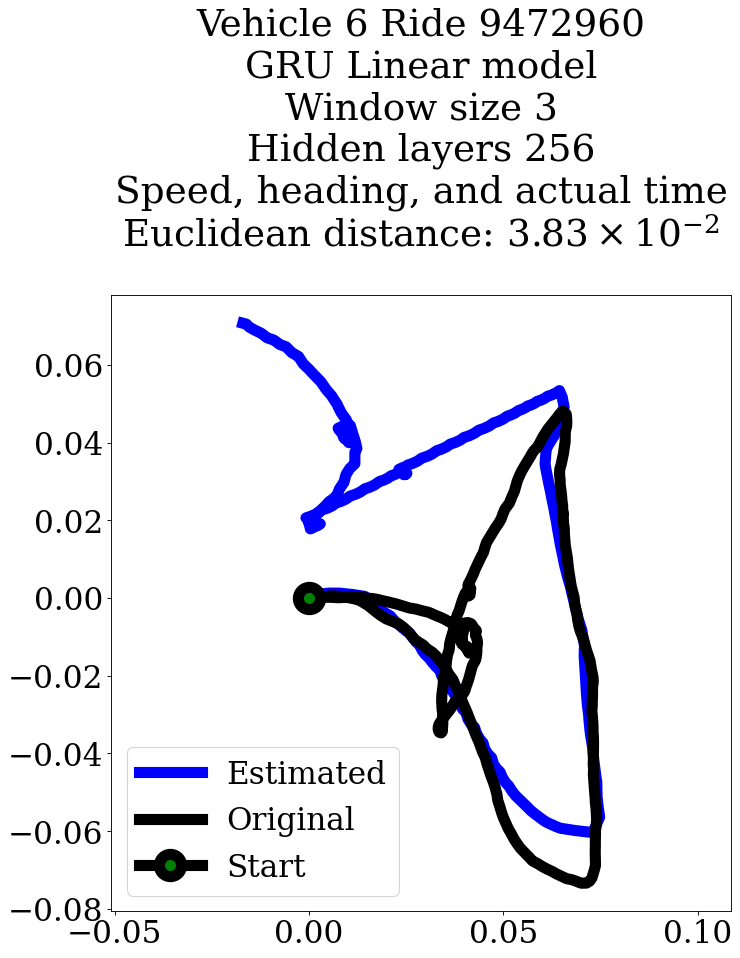 Vehicle 6 Ride 9472960
GRU Linear model
Window size 3
Hidden layers 256
Speed, heading, and actual time
Euclidean distance: 3.83 × 10⁻²
0.06
0.04
0.02
0.00
−0.02
−0.04
−0.06
−0.08
Estimated
Original
Start
−0.05 0.00 0.05 0.10